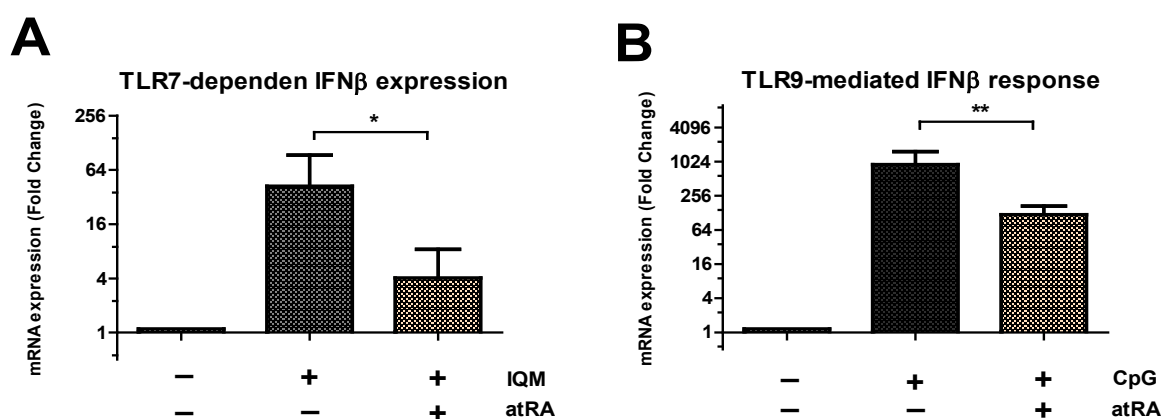 A
TLR7-dependen IFNβ expression
mRNA expression (Fold Change)
256
64
16
4
1
*
− + + IQM
− − + atRA
B
TLR9-mediated IFNβ response
mRNA expression (Fold Change)
4096
1024
256
64
16
4
1
**
− + + CpG
− − + atRA